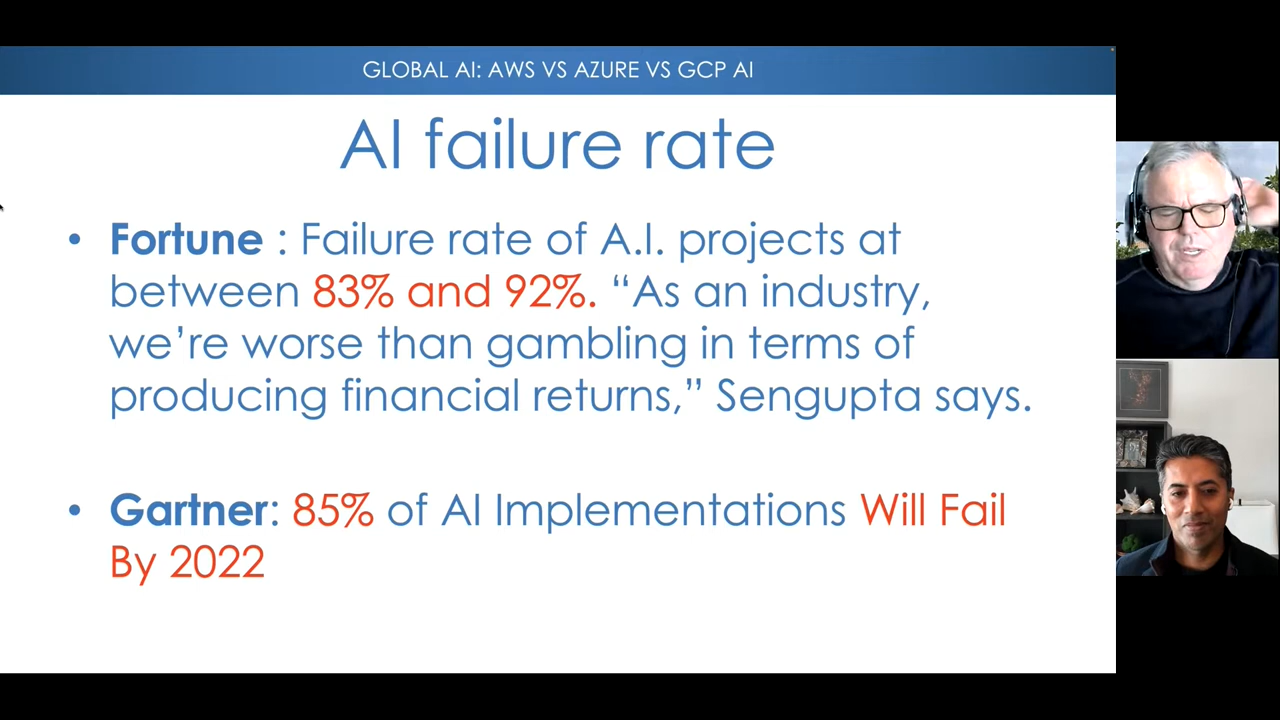 GLOBAL AI: AWS VS AZURE VS GCP AI
AI failure rate
• Fortune : Failure rate of A.I. projects at
between 83% and 92%. “As an industry,
we’re worse than gambling in terms of
producing financial returns,” Sengupta says.
• Gartner: 85% of AI Implementations Will Fail
By 2022